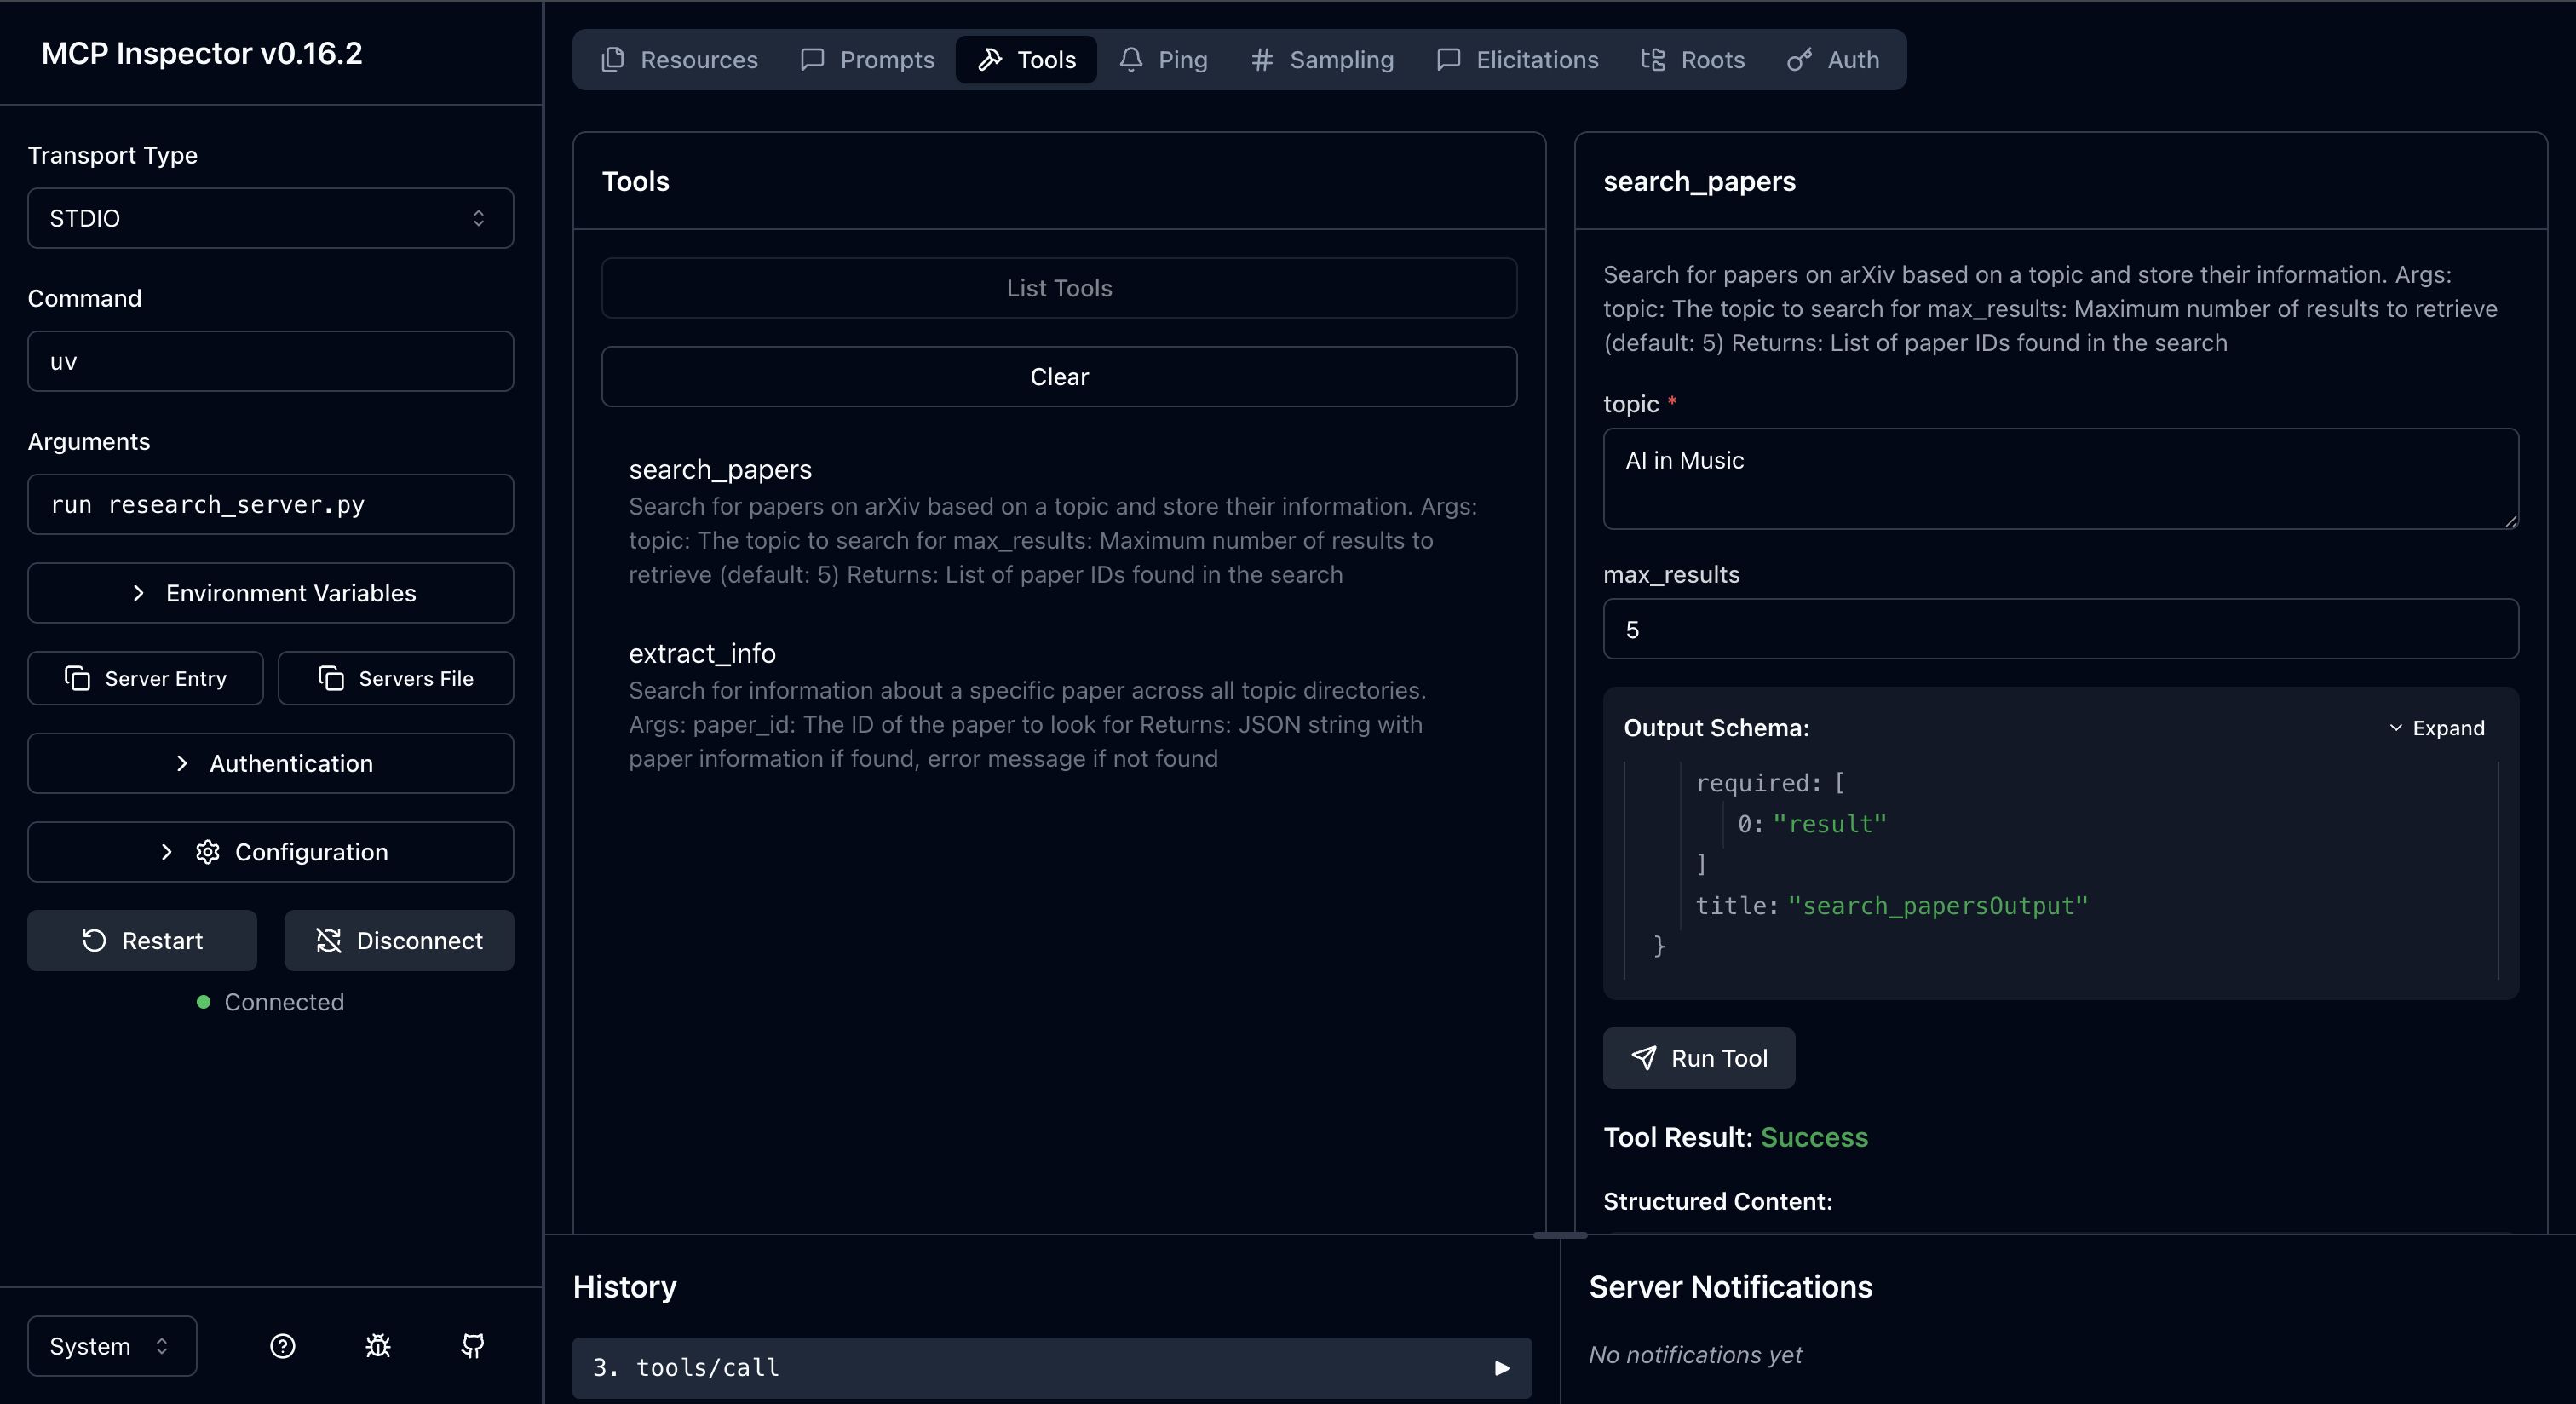 MCP Inspector v0.16.2
Transport Type
STDIO
Command
uv
Arguments
run research_server.py
Environment Variables
Server Entry
Servers File
Authentication
Configuration
Restart
Disconnect
Connected
System
Resources
Prompts
Tools
Ping
Sampling
Elicitations
Roots
Auth
Tools
List Tools
Clear
search_papers
Search for papers on arXiv based on a topic and store their information. Args:
topic: The topic to search for max_results: Maximum number of results to
retrieve (default: 5) Returns: List of paper IDs found in the search
extract_info
Search for information about a specific paper across all topic directories.
Args: paper_id: The ID of the paper to look for Returns: JSON string with
paper information if found, error message if not found
search_papers
Search for papers on arXiv based on a topic and store their information. Args:
topic: The topic to search for max_results: Maximum number of results to retrieve
(default: 5) Returns: List of paper IDs found in the search
topic *
AI in Music
max_results
5
Output Schema:
Expand
required: [
0: "result"
]
title: "search_papersOutput"
}
Run Tool
Tool Result: Success
Structured Content:
History
3. tools/call
Server Notifications
No notifications yet